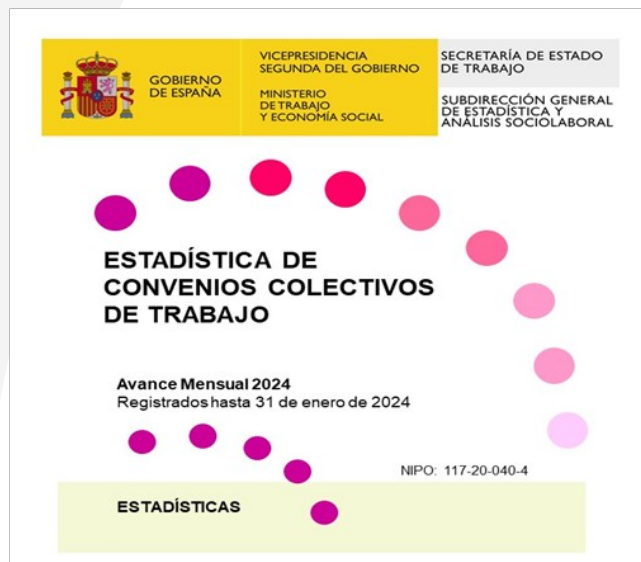 GOBIERNO
DE ESPAÑA
VICEPRESIDENCIA
SEGUNDA DEL GOBIERNO
MINISTERIO
DE TRABAJO
Y ECONOMÍA SOCIAL
SECRETARÍA DE ESTADO
DE TRABAJO
SUBDIRECCIÓN GENERAL
DE ESTADÍSTICA Y
ANÁLISIS SOCIOLABORAL
ESTADÍSTICA DE
CONVENIOS COLECTIVOS
DE TRABAJO
Avance Mensual 2024
Registrados hasta 31 de enero de 2024
NIPO: 117-20-040-4
ESTADÍSTICAS